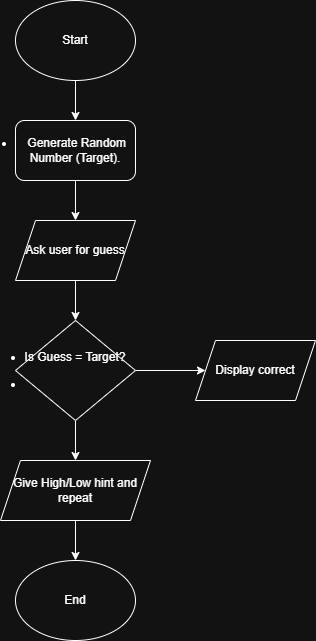 Start
Generate Random
Number (Target).
Ask user for guess
Is Guess = Target?
Display correct
Give High/Low hint and
repeat
End